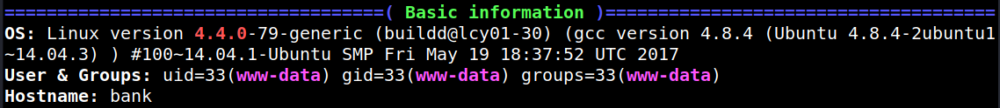 ====================================( Basic information )=====================================
OS: Linux version 4.4.0-79-generic (buildd@lcy01-30) (gcc version 4.8.4 (Ubuntu 4.8.4-2ubuntu1
~14.04.3) ) #100~14.04.1-Ubuntu SMP Fri May 19 18:37:52 UTC 2017
User & Groups: uid=33(www-data) gid=33(www-data) groups=33(www-data)
Hostname: bank